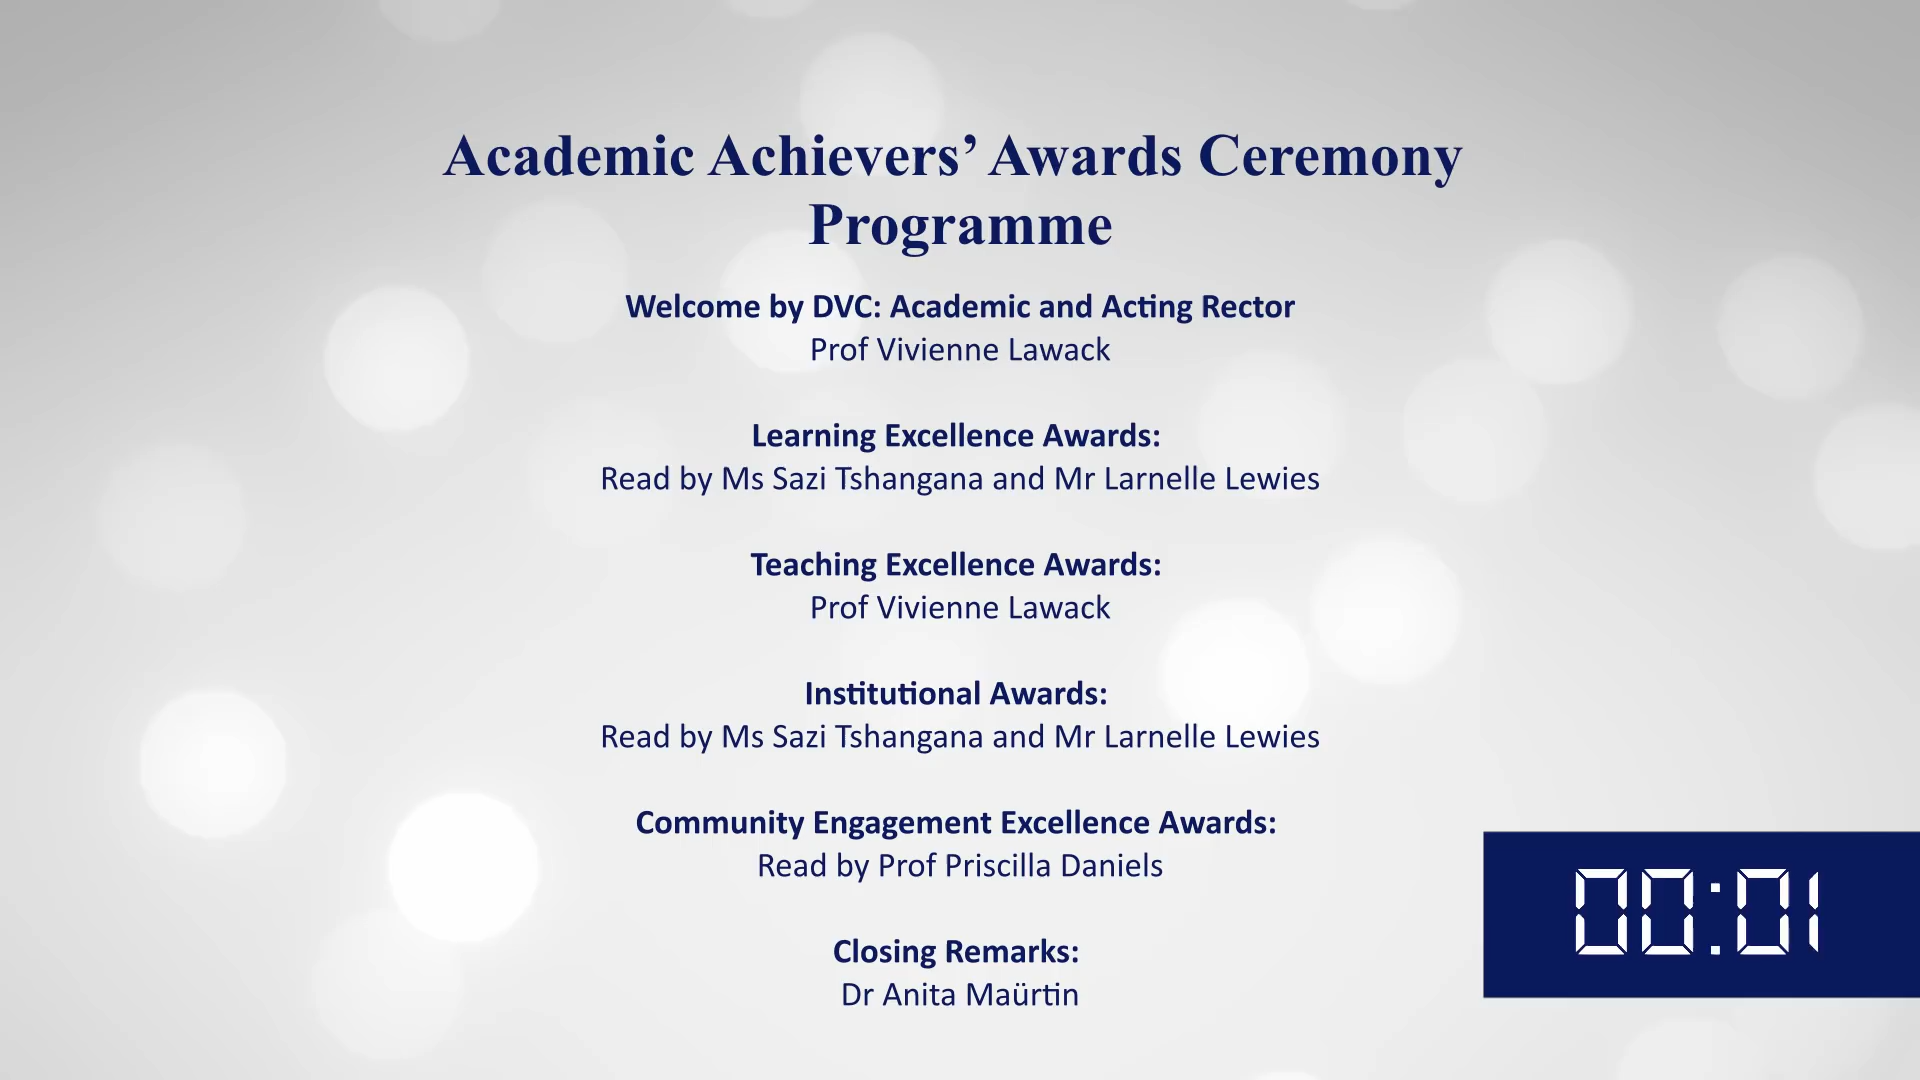 Academic Achievers’ Awards Ceremony
Programme
Welcome by DVC: Academic and Acting Rector
Prof Vivienne Lawack
Learning Excellence Awards:
Read by Ms Sazi Tshangana and Mr Larnelle Lewies
Teaching Excellence Awards:
Prof Vivienne Lawack
Institutional Awards:
Read by Ms Sazi Tshangana and Mr Larnelle Lewies
Community Engagement Excellence Awards:
Read by Prof Priscilla Daniels
Closing Remarks:
Dr Anita Maürtin
00:01